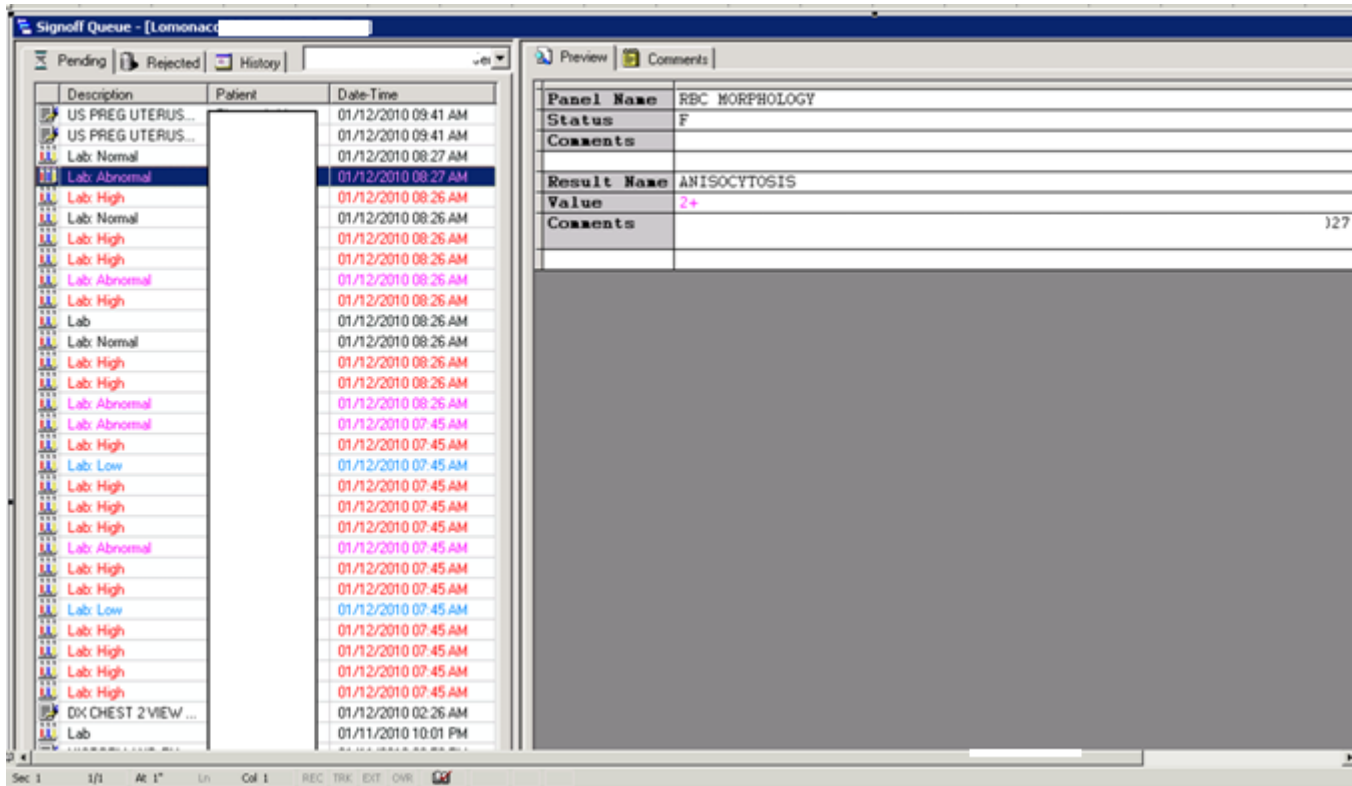 Signoff Queue - [Lomonaco
Pending Rejected History
Description Patient Date-Time
US PREG UTERUS... 01/12/2010 09:41 AM
US PREG UTERUS... 01/12/2010 09:41 AM
Lab: Normal 01/12/2010 08:27 AM
Lab: Abnormal 01/12/2010 08:27 AM
Lab: High 01/12/2010 08:26 AM
Lab: Normal 01/12/2010 08:26 AM
Lab: High 01/12/2010 08:26 AM
Lab: High 01/12/2010 08:26 AM
Lab: Abnormal 01/12/2010 08:26 AM
Lab: High 01/12/2010 08:26 AM
Lab 01/12/2010 08:26 AM
Lab: Normal 01/12/2010 08:26 AM
Lab: High 01/12/2010 08:26 AM
Lab: High 01/12/2010 08:26 AM
Lab: Abnormal 01/12/2010 08:26 AM
Lab: Abnormal 01/12/2010 07:45 AM
Lab: High 01/12/2010 07:45 AM
Lab: Low 01/12/2010 07:45 AM
Lab: High 01/12/2010 07:45 AM
Lab: High 01/12/2010 07:45 AM
Lab: High 01/12/2010 07:45 AM
Lab: Abnormal 01/12/2010 07:45 AM
Lab: High 01/12/2010 07:45 AM
Lab: High 01/12/2010 07:45 AM
Lab: Low 01/12/2010 07:45 AM
Lab: High 01/12/2010 07:45 AM
Lab: High 01/12/2010 07:45 AM
Lab: High 01/12/2010 07:45 AM
Lab: High 01/12/2010 07:45 AM
DX CHEST 2 VIEW ... 01/12/2010 02:26 AM
Lab 01/11/2010 10:01 PM
Preview Comments
Panel Name RBC MORPHOLOGY
Status F
Comments
Result Name ANISOCYTOSIS
Value 2+
Comments 027
Sec 1 1/1 At 1" Ln Col 1 REC TRK EXT OVR